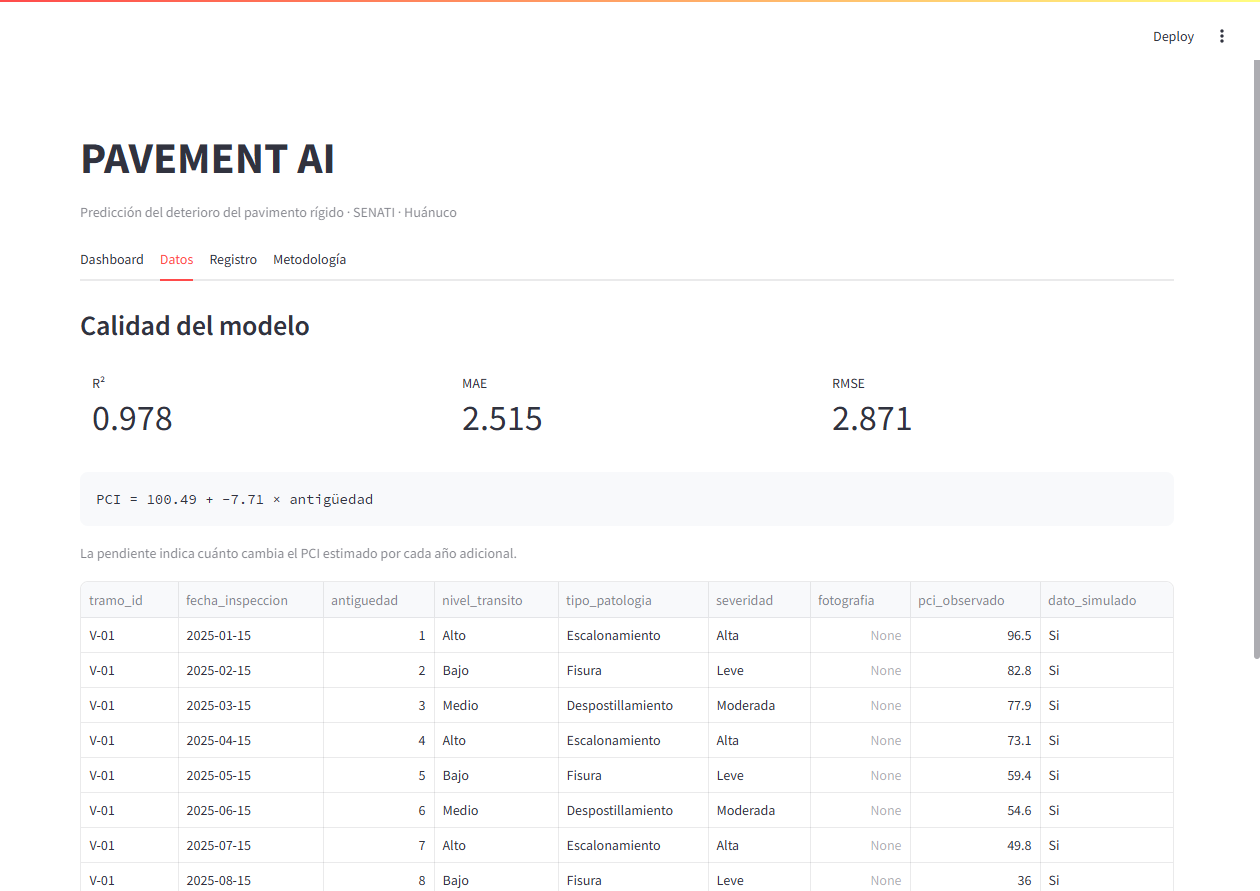 Deploy
PAVEMENT AI
Predicción del deterioro del pavimento rígido · SENATI · Huánuco
Dashboard Datos Registro Metodología
Calidad del modelo
R² MAE RMSE
0.978 2.515 2.871
PCI = 100.49 + -7.71 × antigüedad
La pendiente indica cuánto cambia el PCI estimado por cada año adicional.
tramo_id fecha_inspeccion antiguedad nivel_transito tipo_patologia severidad fotografia pci_observado dato_simulado
V-01 2025-01-15 1 Alto Escalonamiento Alta None 96.5 Si
V-01 2025-02-15 2 Bajo Fisura Leve None 82.8 Si
V-01 2025-03-15 3 Medio Despostillamiento Moderada None 77.9 Si
V-01 2025-04-15 4 Alto Escalonamiento Alta None 73.1 Si
V-01 2025-05-15 5 Bajo Fisura Leve None 59.4 Si
V-01 2025-06-15 6 Medio Despostillamiento Moderada None 54.6 Si
V-01 2025-07-15 7 Alto Escalonamiento Alta None 49.8 Si
V-01 2025-08-15 8 Bajo Fisura Leve None 36 Si